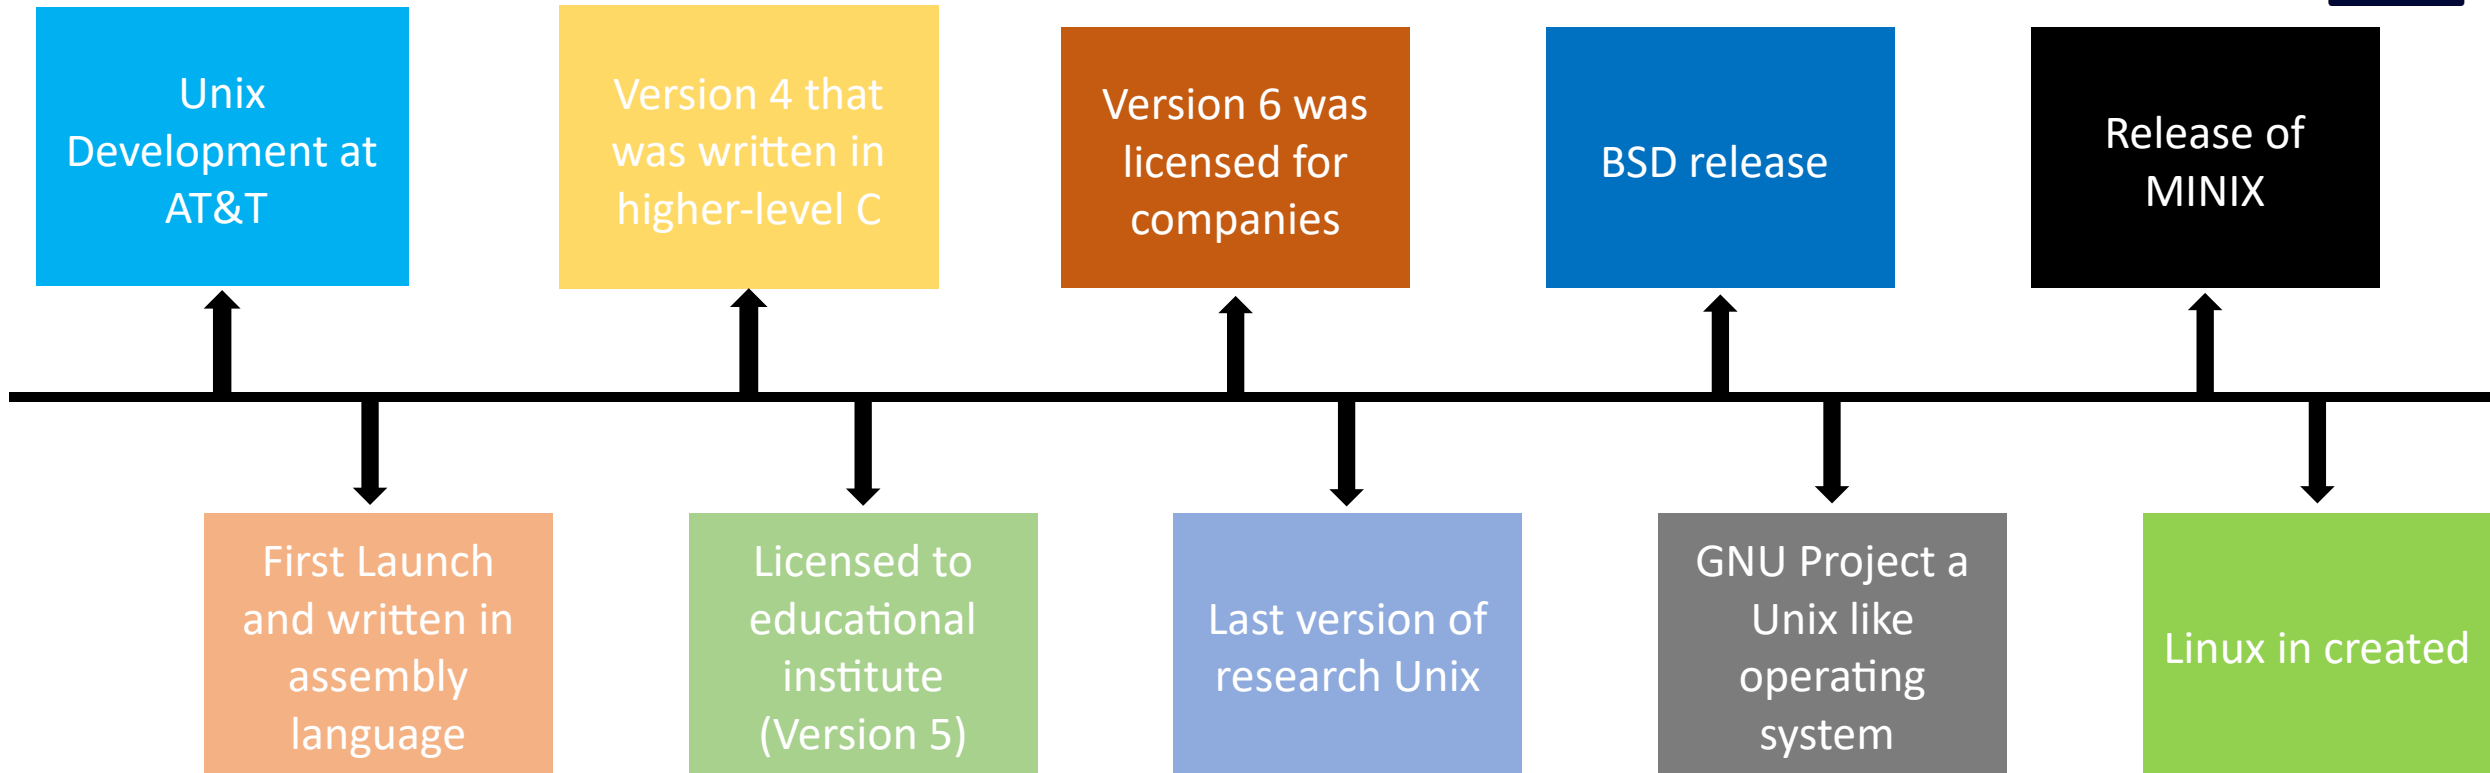 Unix
Development at
AT&T
Version 4 that
was written in
higher-level C
Version 6 was
licensed for
companies
BSD release
Release of
MINIX
First Launch
and written in
assembly
language
Licensed to
educational
institute
(Version 5)
Last version of
research Unix
GNU Project a
Unix like
operating
system
Linux in created